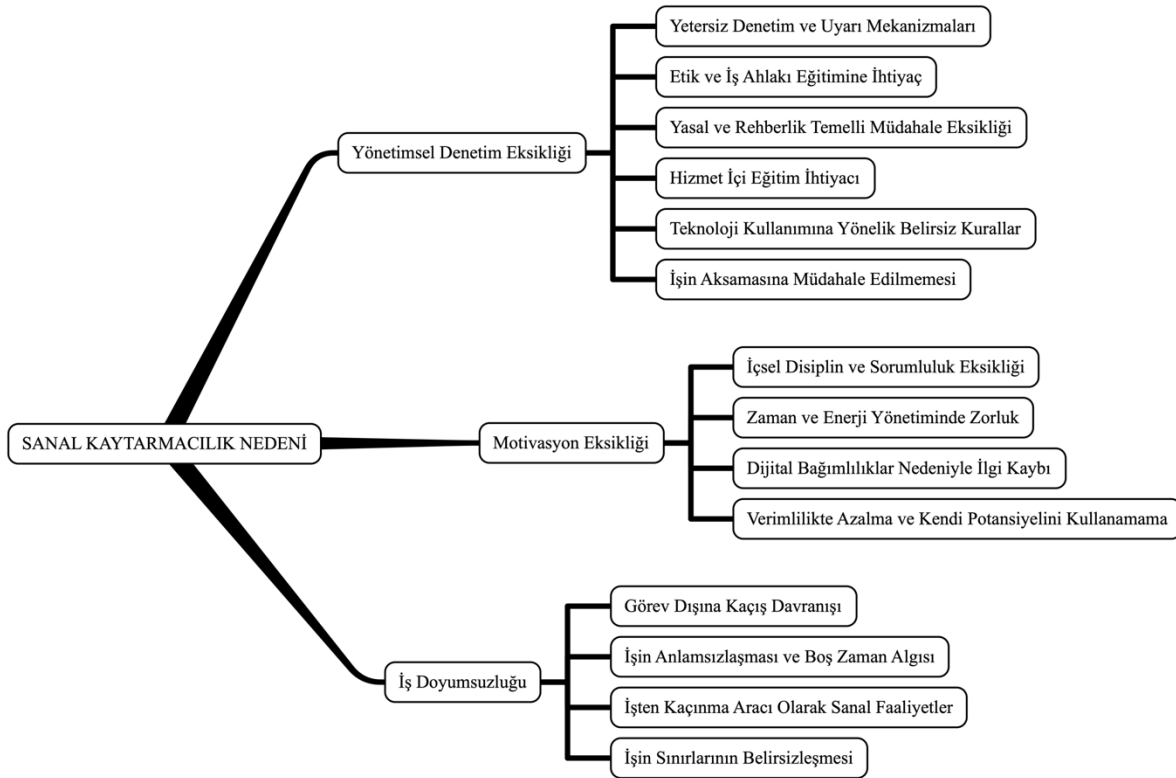 Yetersiz Denetim ve Uyarı Mekanizmaları
Etik ve İş Ahlakı Eğitimine İhtiyaç
Yasal ve Rehberlik Temelli Müdahale Eksikliği
Yönetimsel Denetim Eksikliği
Hizmet İçi Eğitim İhtiyacı
Teknoloji Kullanımına Yönelik Belirsiz Kurallar
İşin Aksamasına Müdahale Edilmemesi
İçsel Disiplin ve Sorumluluk Eksikliği
Zaman ve Enerji Yönetiminde Zorluk
SANAL KAYTARMACILIK NEDENİ
Motivasyon Eksikliği
Dijital Bağımlılıklar Nedeniyle İlgi Kaybı
Verimlilikte Azalma ve Kendi Potansiyelini Kullanamama
Görev Dışına Kaçış Davranışı
İşin Anlamsızlaşması ve Boş Zaman Algısı
İş Doyumsuzluğu
İşten Kaçınma Aracı Olarak Sanal Faaliyetler
İşin Sınırlarının Belirsizleşmesi